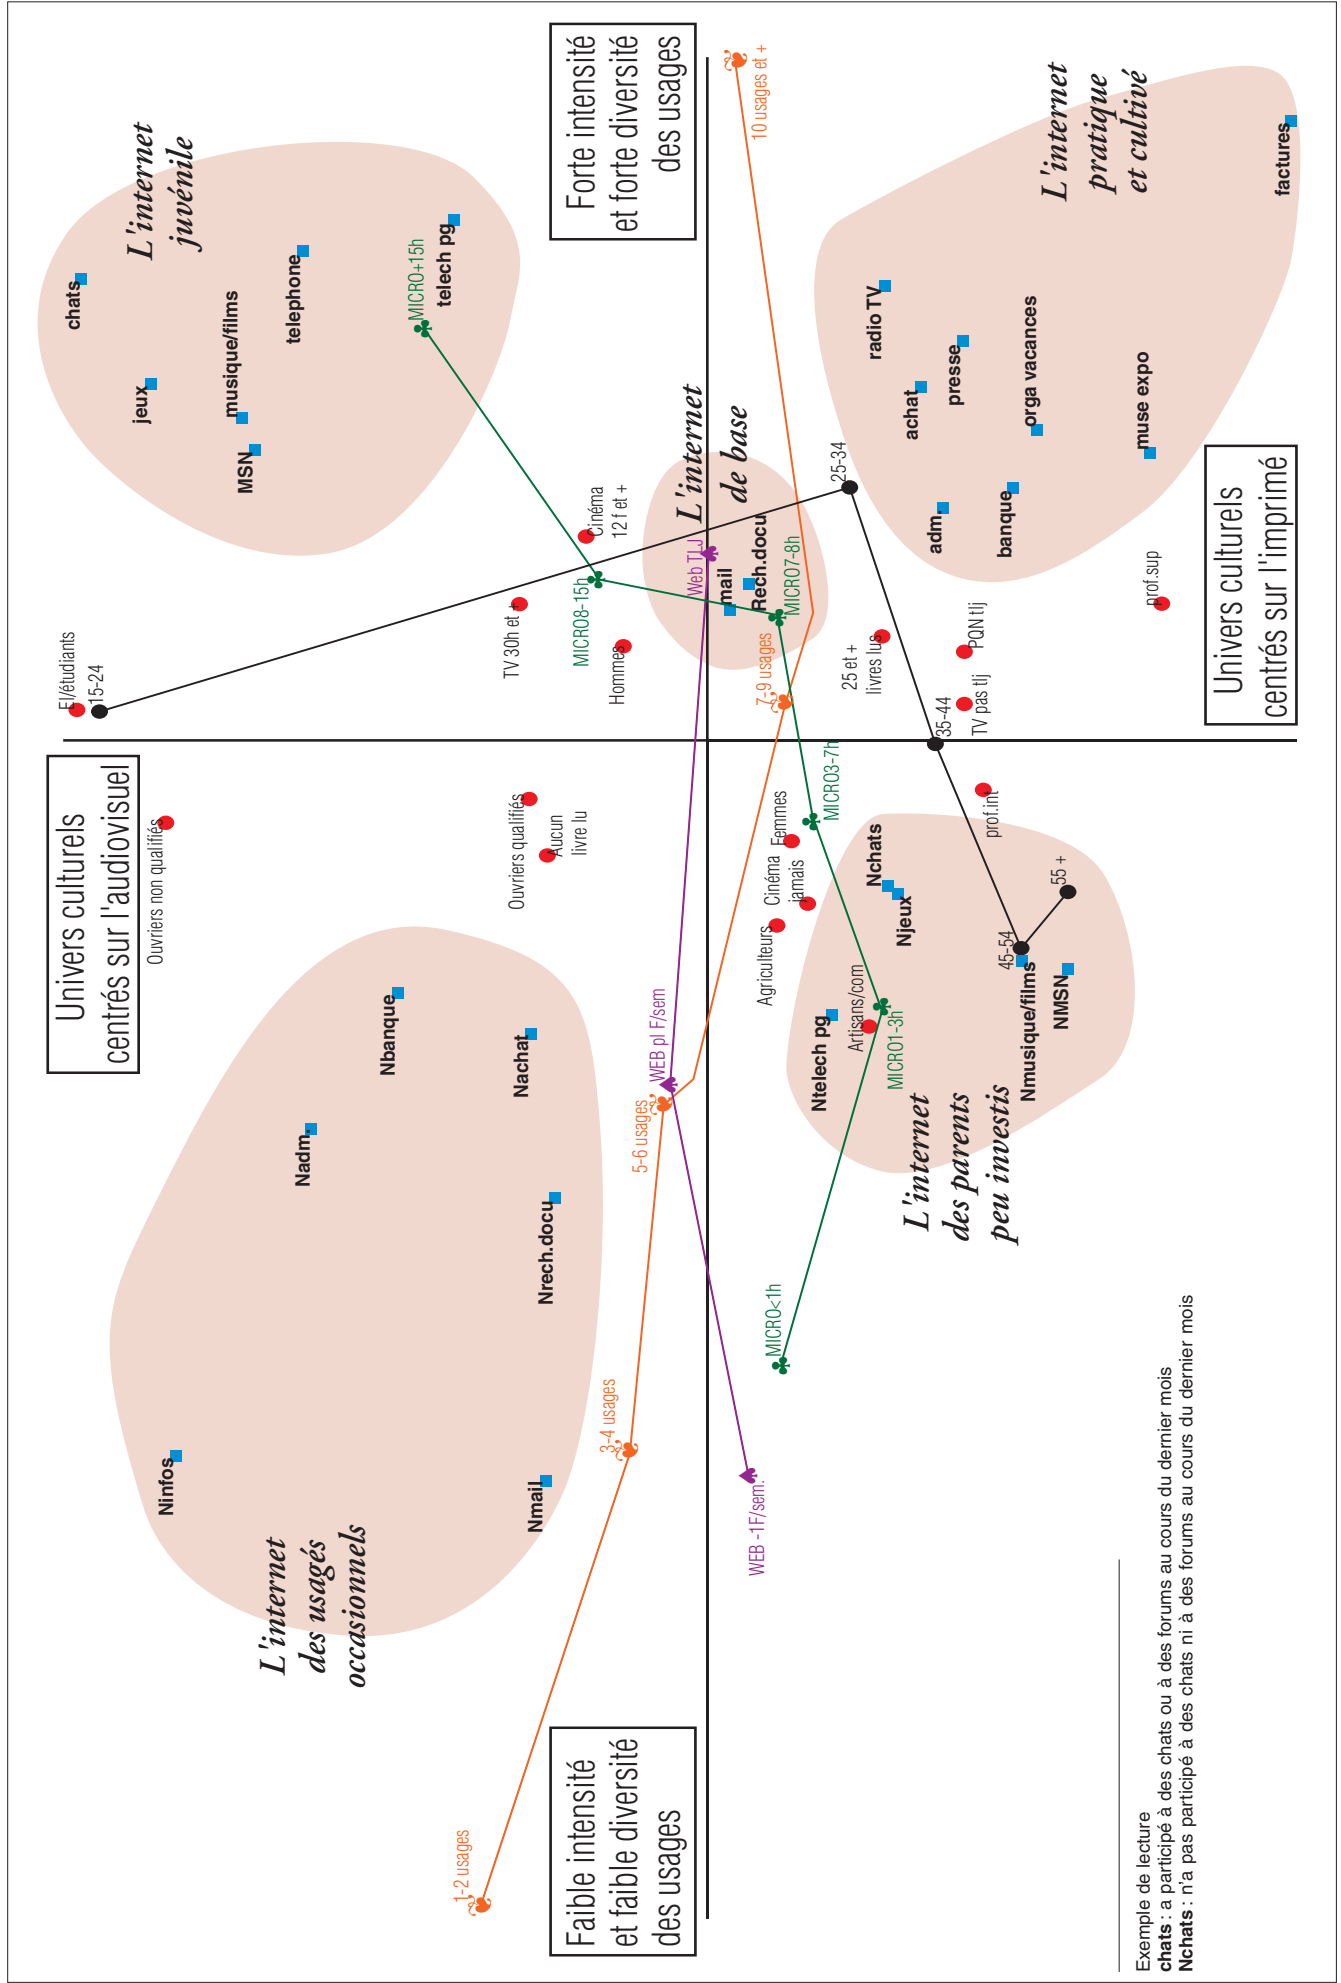 Univers culturels
centrés sur l'audiovisuel
El/étudiants
15-24
Ouvriers non qualifiés
chats
jeux
L'internet
juvénile
musique/films
MSN
telephone
MICRO+15h
telech pg
Ninfos
Nadm.
Nbanque
Nachat
Nrech.docu
Nmail
L'internet
des usagés
occasionnels
Ouvriers qualifiés
Aucun
livre lu
TV 30h et +
MICRO8-15h
Cinéma
12 f et +
Hommes
1-2 usages
3-4 usages
5-6 usages
WEB pl F/sem
Web TLJ
L'internet
de base
mail
Rech.docu
MICRO7-8h
7-9 usages
10 usages et +
Faible intensité
et faible diversité
des usages
Forte intensité
et forte diversité
des usages
WEB -1F/sem.
MICRO<1h
Agriculteurs
Cinéma
jamais
Femmes
MICRO3-7h
Ntelech pg
Artisans/com
MICRO1-3h
Nchats
Njeux
45-54
Nmusique/films
NMSN
55 +
L'internet
des parents
peu investis
prof.int
35-44
25-34
25 et +
livres lus
TV pas tlj
PQN tlj
prof.sup
radio TV
achat
presse
adm.
banque
orga vacances
muse expo
factures
L'internet
pratique
et cultivé
Univers culturels
centrés sur l'imprimé
Exemple de lecture
chats : a participé à des chats ou à des forums au cours du dernier mois
Nchats : n'a pas participé à des chats ni à des forums au cours du dernier mois